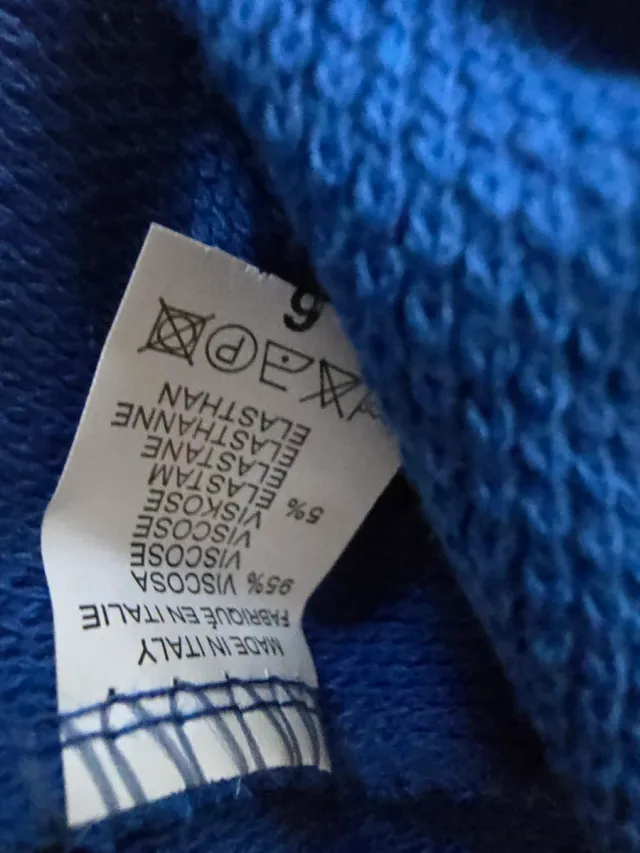 MADE IN ITALY
FABRIQUÉ EN ITALIE
95% VISCOSA
VISCOSE
VISCOSE
VISKOSE
5% ELASTAM
ELASTANE
ELASTHANNE
ELASTHAN
P